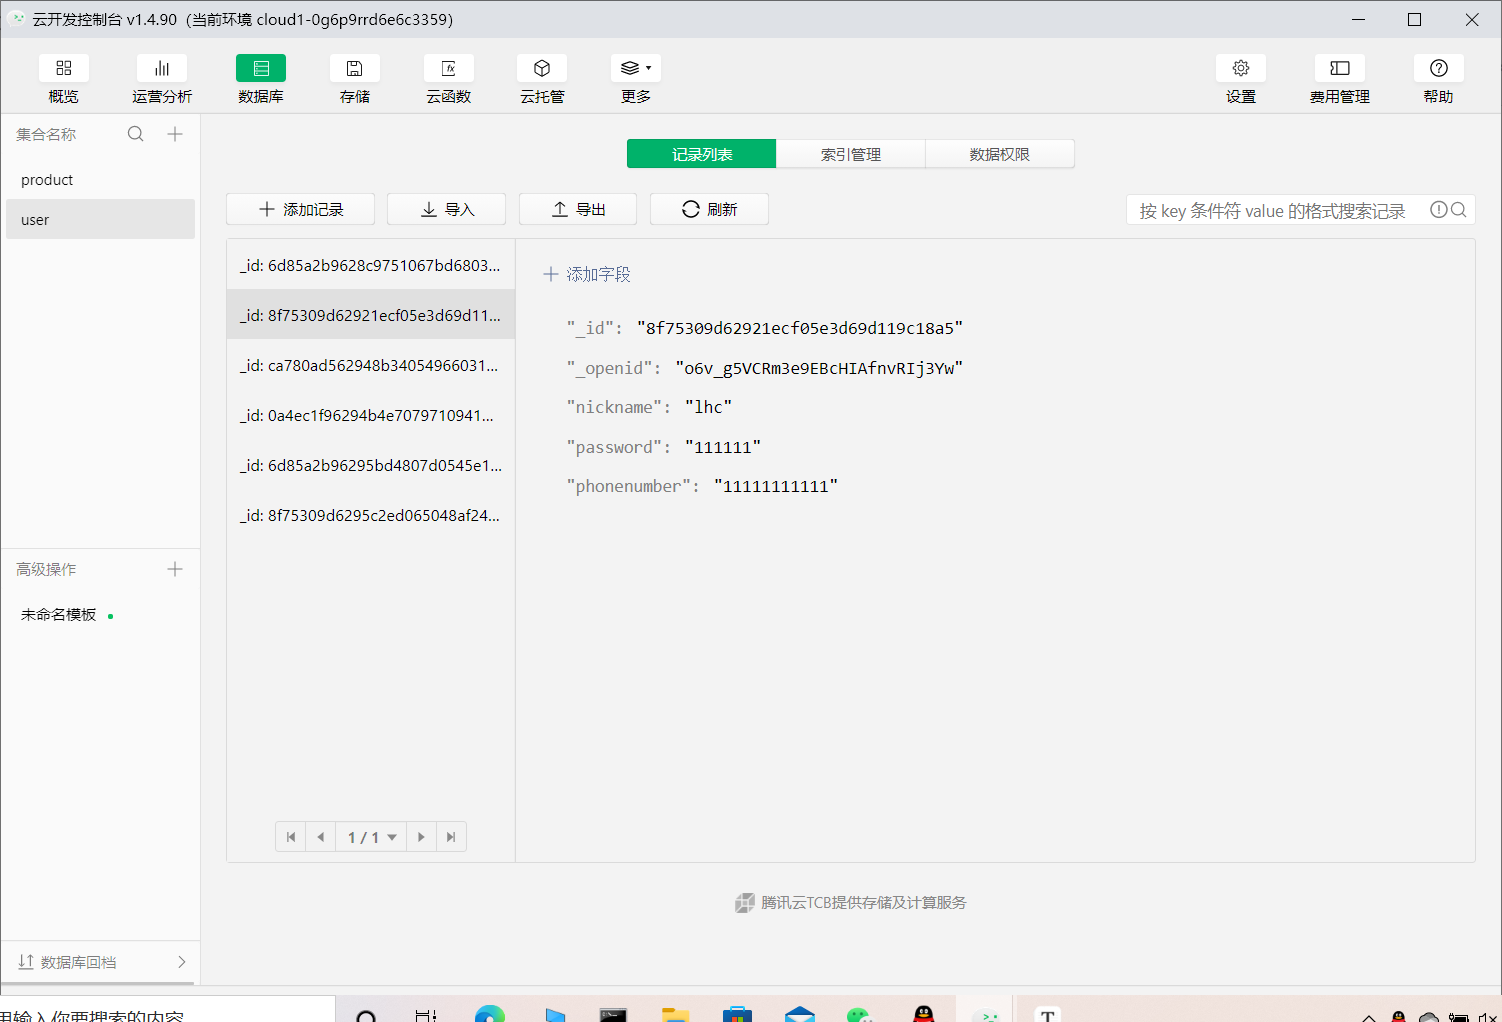 云开发控制台 v1.4.90（当前环境 cloud1-0g6p9rrd6e6c3359）
概览
运营分析
数据库
存储
云函数
云托管
更多
设置
费用管理
帮助
集合名称
product
user
记录列表
索引管理
数据权限
添加记录
导入
导出
刷新
按 key 条件符 value 的格式搜索记录
_id: 6d85a2b9628c9751067bd6803...
_id: 8f75309d62921ecf05e3d69d11...
_id: ca780ad562948b34054966031...
_id: 0a4ec1f96294b4e7079710941...
_id: 6d85a2b96295bd4807d0545e1...
_id: 8f75309d6295c2ed065048af24...
1 / 1
添加字段
"_id": "8f75309d62921ecf05e3d69d119c18a5"
"_openid": "o6v_g5VCRm3e9EBcHIAfnvRIj3Yw"
"nickname": "lhc"
"password": "111111"
"phonenumber": "11111111111"
高级操作
未命名模板
腾讯云TCB提供存储及计算服务
数据库回档
输入你要搜索的内容
T